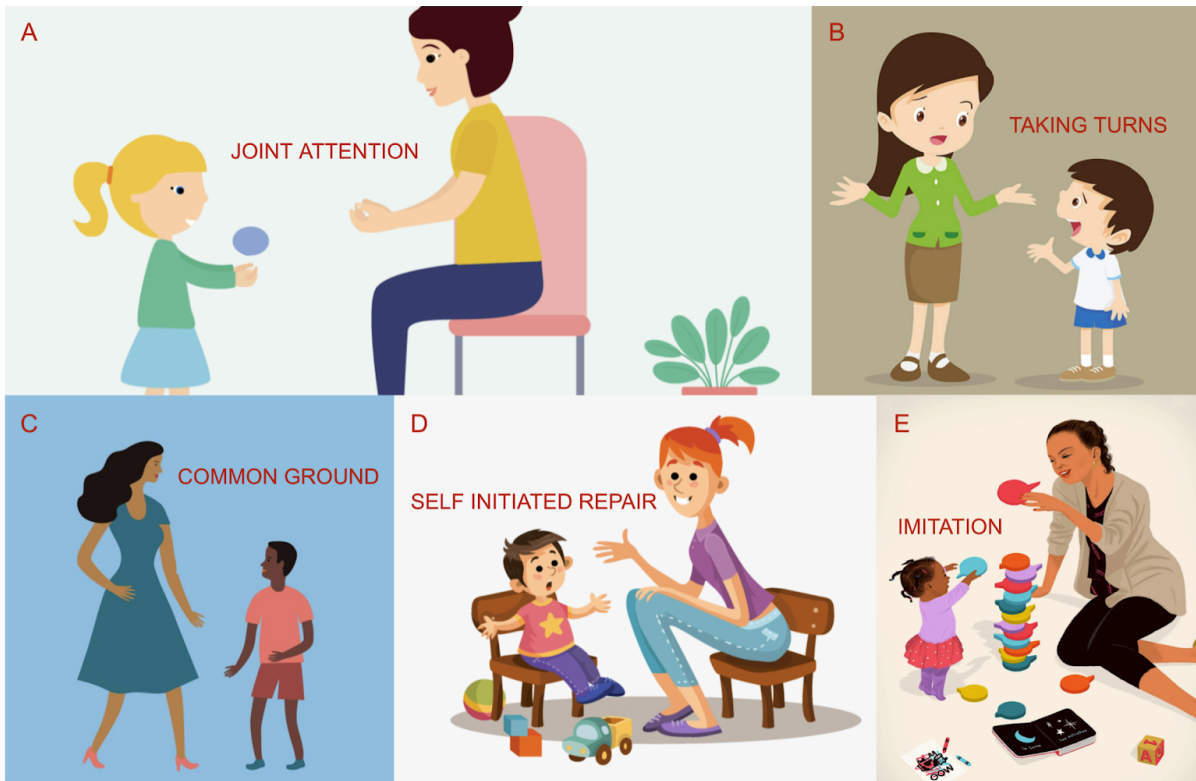 A
JOINT ATTENTION
B
TAKING TURNS
C
COMMON GROUND
D
SELF INITIATED REPAIR
E
IMITATION
A